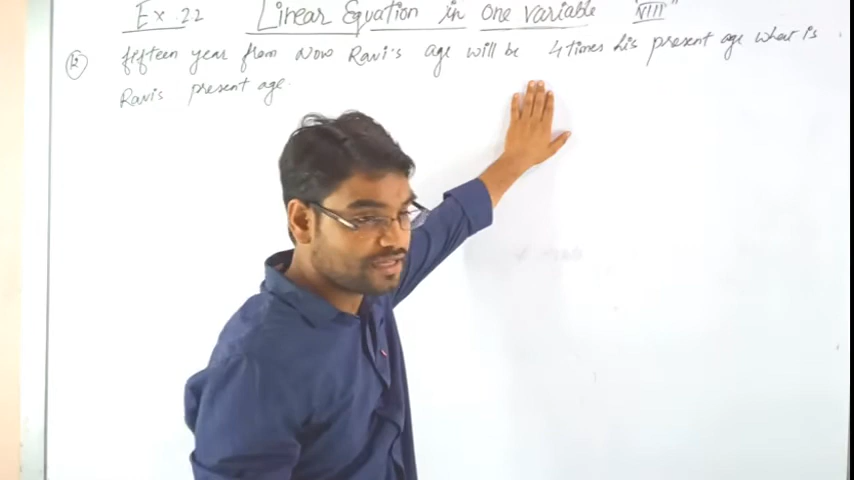 Ex 2.2 Linear Equation in one variable "VIII"
fifteen year from Now Ravi's age will be 4 times his present age what is
Ravi's present age.